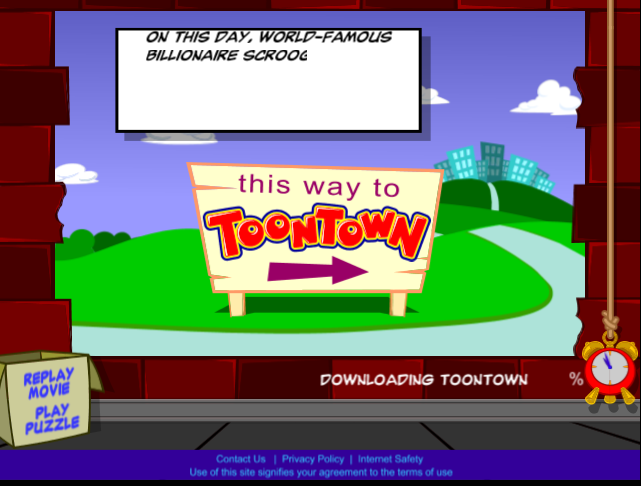 ON THIS DAY, WORLD-FAMOUS
BILLIONAIRE SCROOG
this way to
TOONTOWN
DOWNLOADING TOONTOWN %
REPLAY
MOVIE
PLAY
PUZZLE
Contact Us | Privacy Policy | Internet Safety
Use of this site signifies your agreement to the terms of use